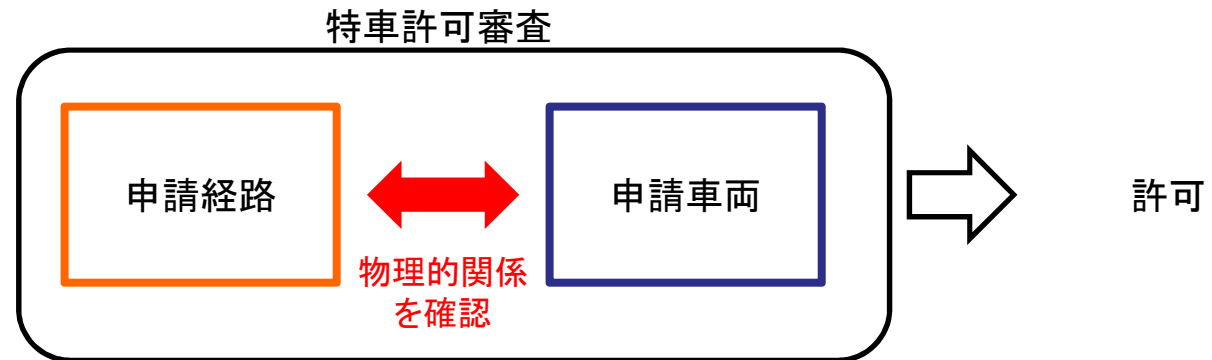 特車許可審査
申請経路
申請車両
許可
物理的関係
を確認